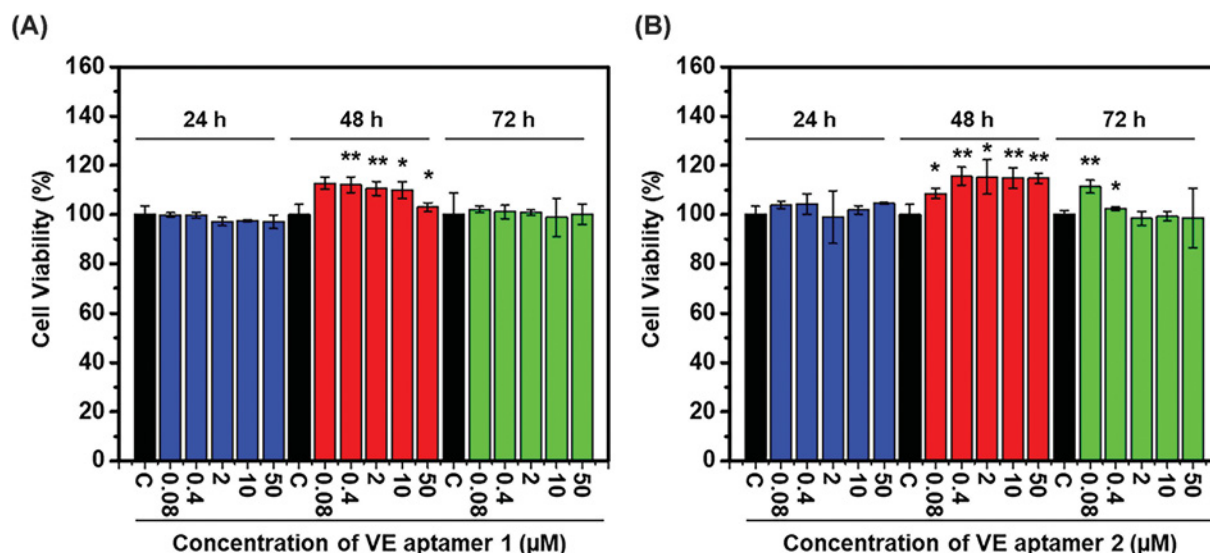 (A)
160
140
120
100
80
60
40
20
0
Cell Viability (%)
24 h
48 h
72 h
** ** * *
C 0.08 0.4 2 10 50 C 0.08 0.4 2 10 50 C 0.08 0.4 2 10 50
Concentration of VE aptamer 1 (µM)
(B)
160
140
120
100
80
60
40
20
0
Cell Viability (%)
24 h
48 h
72 h
* ** * ** **
** *
C 0.08 0.4 2 10 50 C 0.08 0.4 2 10 50 C 0.08 0.4 2 10 50
Concentration of VE aptamer 2 (µM)